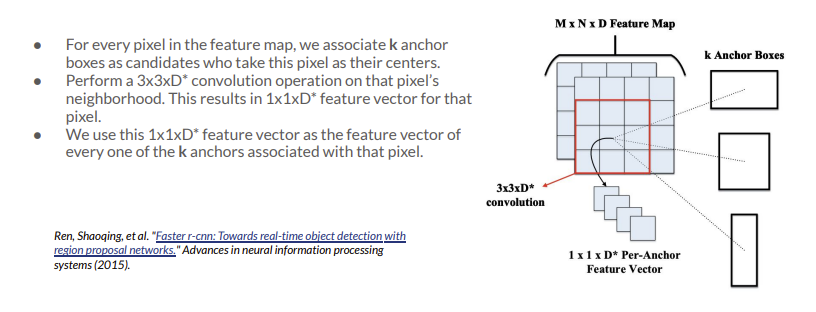 ● For every pixel in the feature map, we associate k anchor
boxes as candidates who take this pixel as their centers.
● Perform a 3x3xD* convolution operation on that pixel's
neighborhood. This results in 1x1xD* feature vector for that
pixel.
● We use this 1x1xD* feature vector as the feature vector of
every one of the k anchors associated with that pixel.
Ren, Shaoqing, et al. "Faster r-cnn: Towards real-time object detection with
region proposal networks." Advances in neural information processing
systems (2015).
M x N x D Feature Map
k Anchor Boxes
3x3xD*
convolution
1 x 1 x D* Per-Anchor
Feature Vector